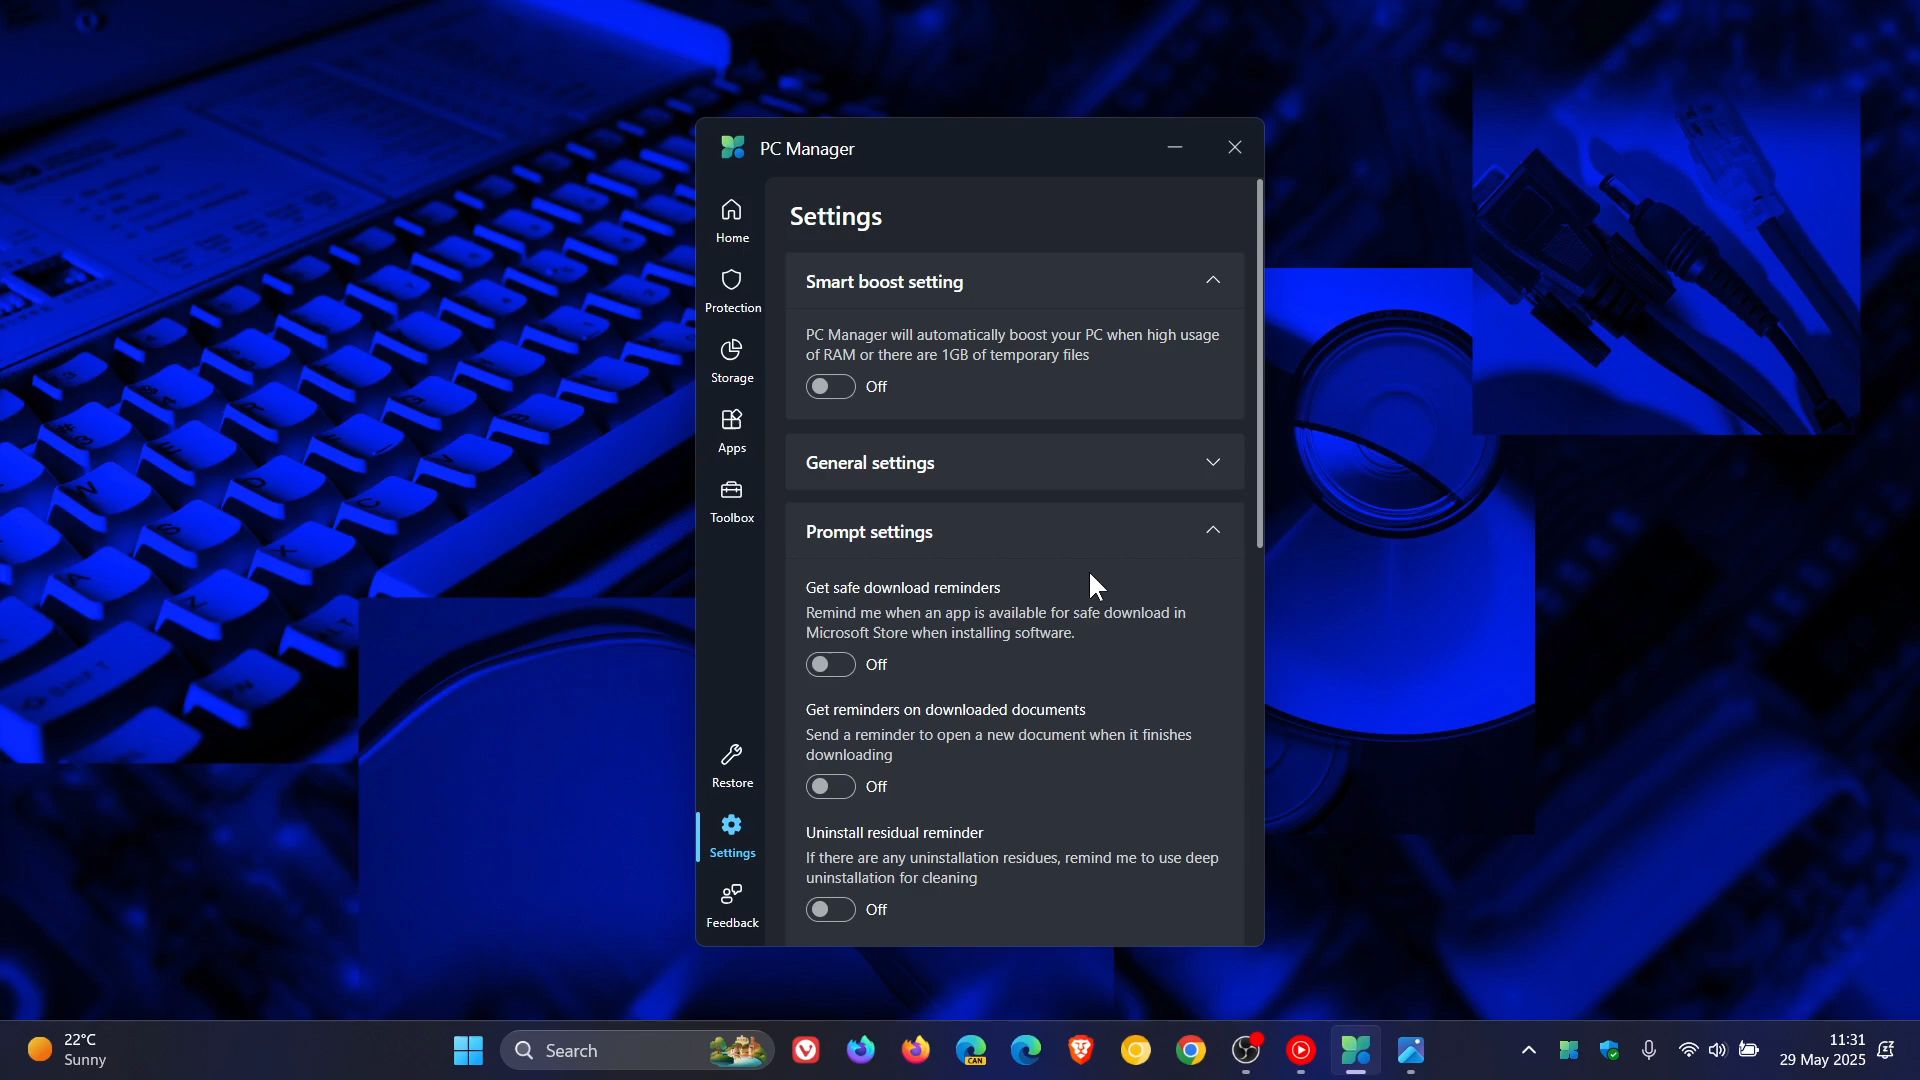 PC Manager
Home
Protection
Storage
Apps
Toolbox
Restore
Settings
Feedback
Settings
Smart boost setting
PC Manager will automatically boost your PC when high usage
of RAM or there are 1GB of temporary files
Off
General settings
Prompt settings
Get safe download reminders
Remind me when an app is available for safe download in
Microsoft Store when installing software.
Off
Get reminders on downloaded documents
Send a reminder to open a new document when it finishes
downloading
Off
Uninstall residual reminder
If there are any uninstallation residues, remind me to use deep
uninstallation for cleaning
Off
22°C
Sunny
Search
CAN
11:31
29 May 2025